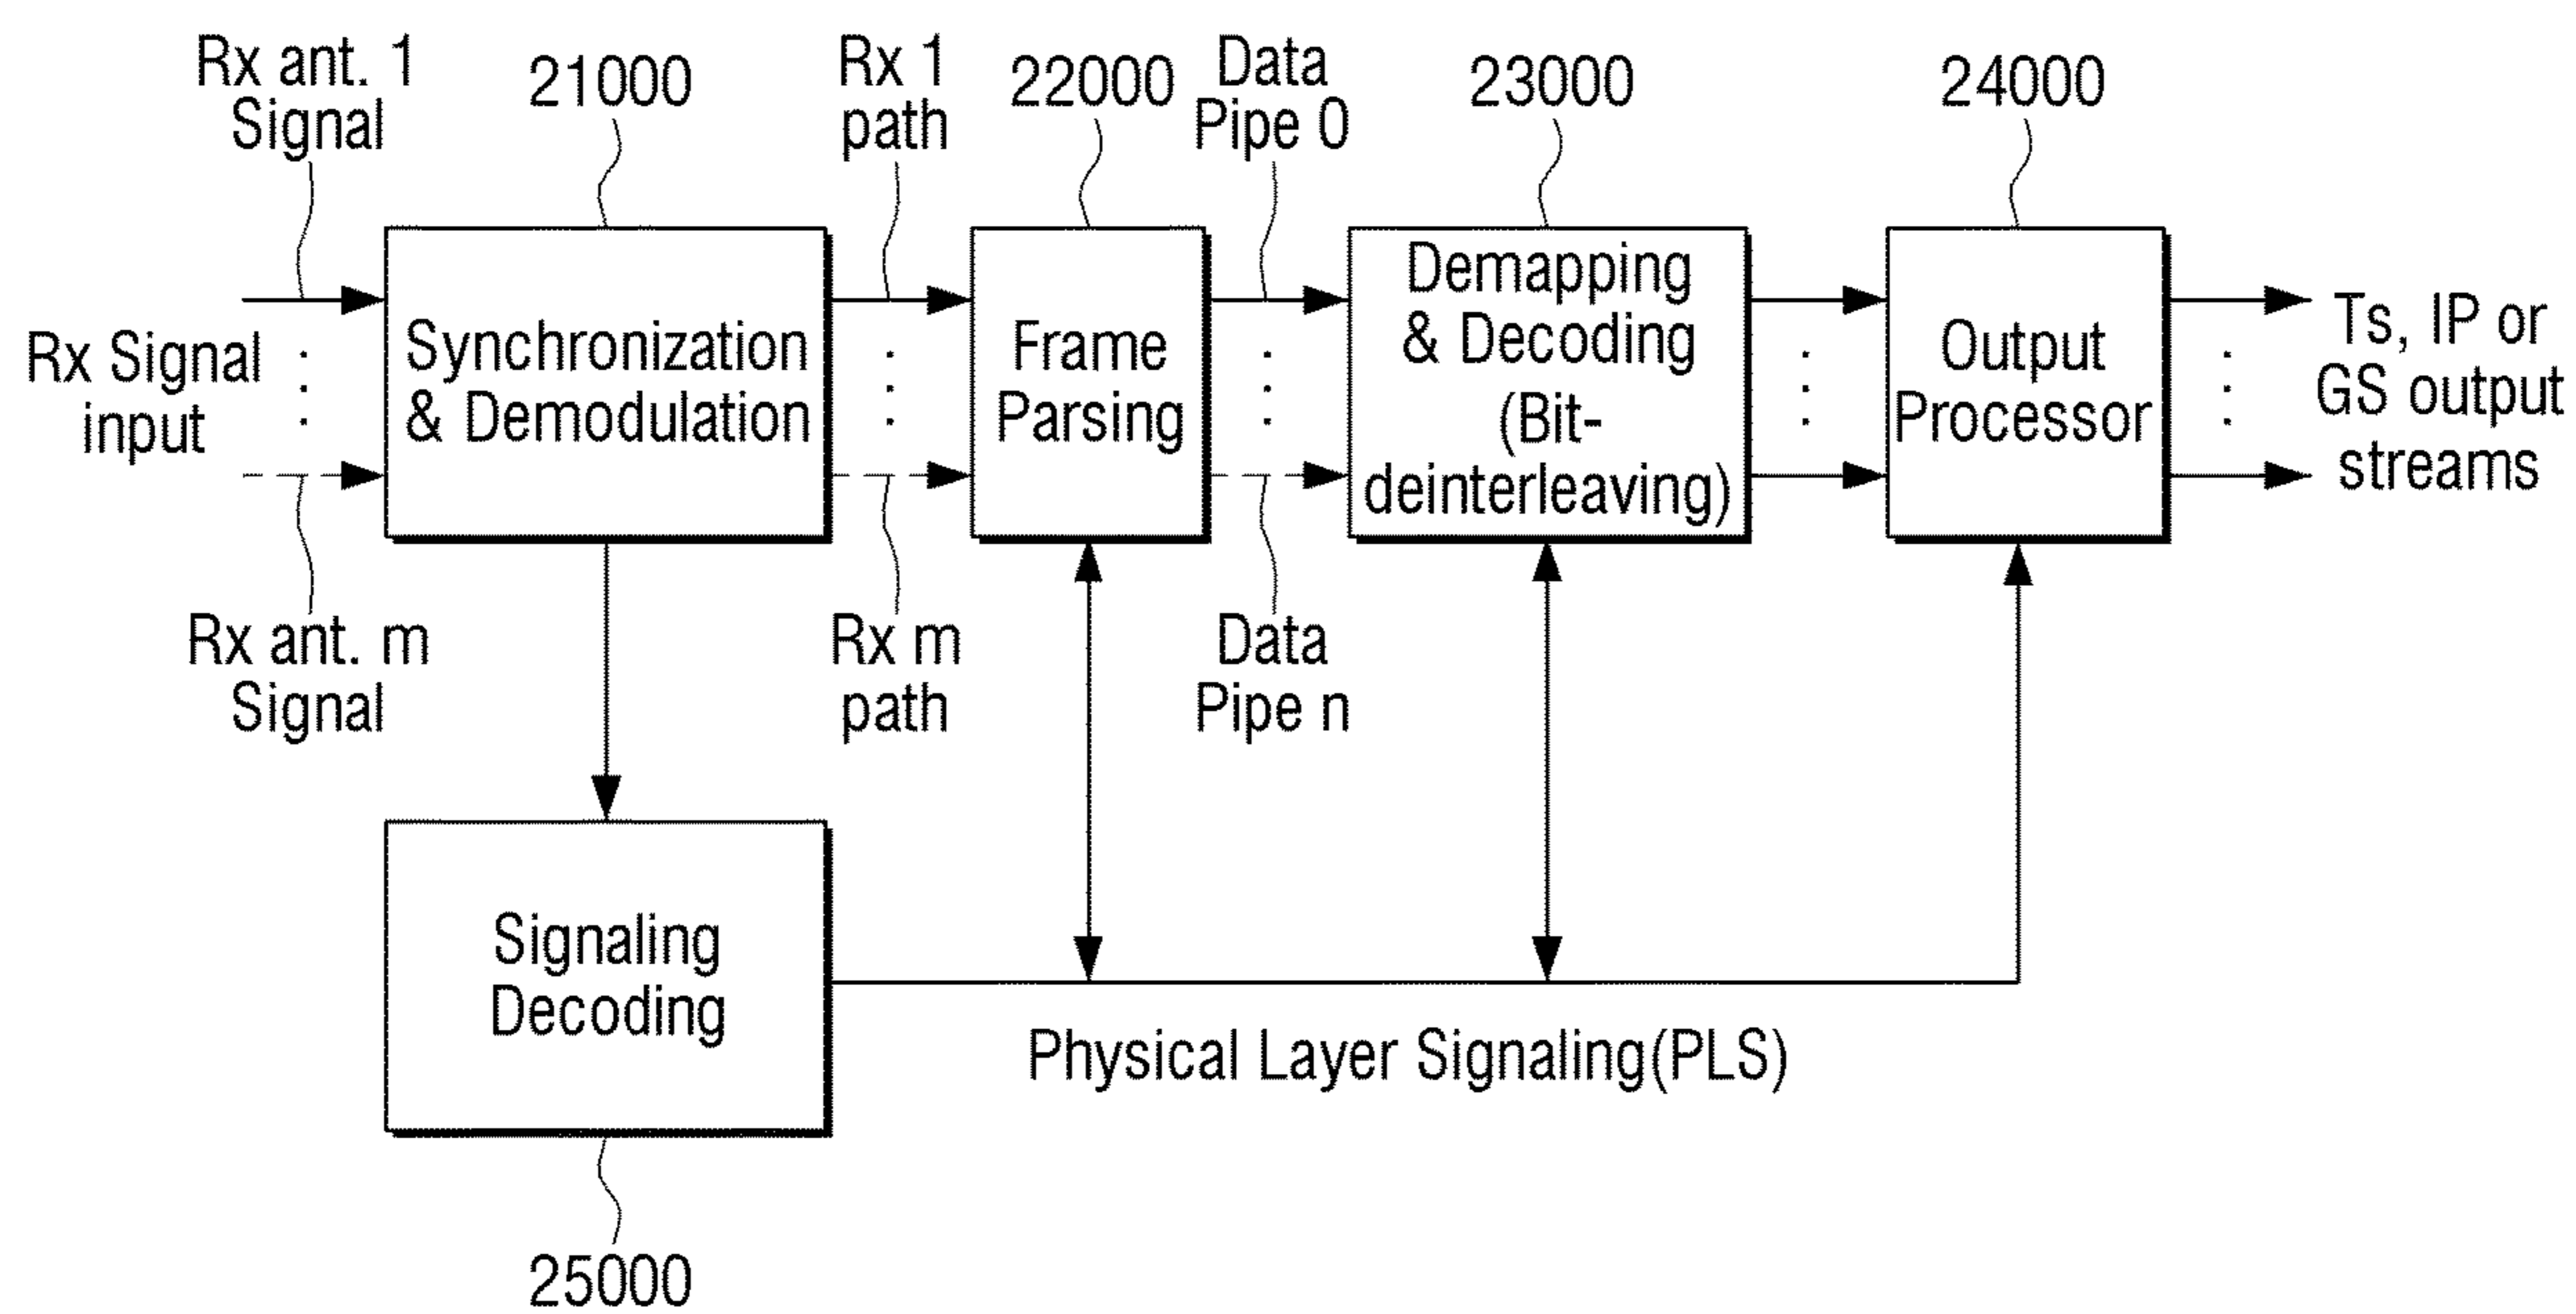 Rx ant. 1
Signal
21000
Rx 1
path
22000
Data
Pipe 0
23000
24000
Rx Signal
input
Synchronization
& Demodulation
Frame
Parsing
Demapping
& Decoding
(Bit-
deinterleaving)
Output
Processor
Ts, IP or
GS output
streams
Rx ant. m
Signal
Rx m
path
Data
Pipe n
Signaling
Decoding
Physical Layer Signaling(PLS)
25000